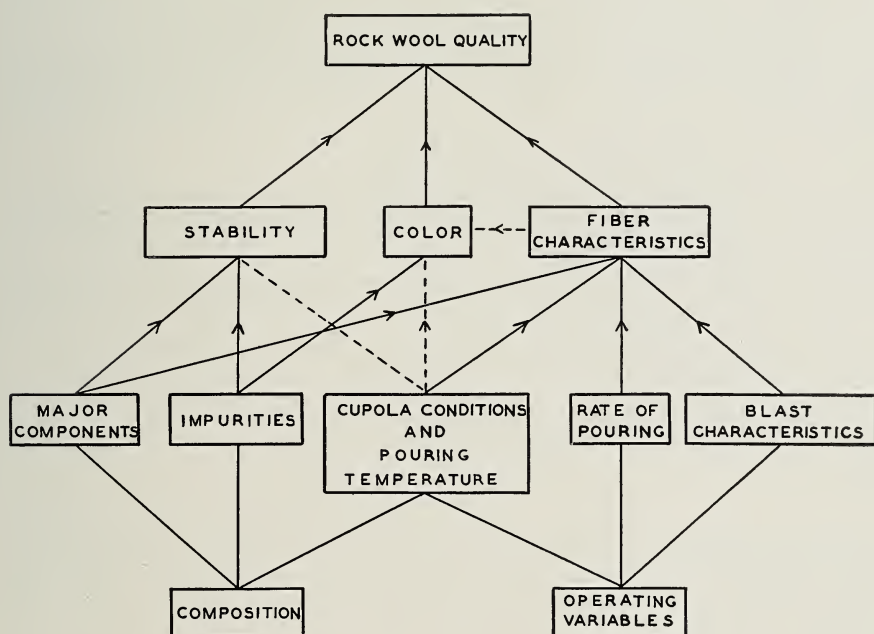 ROCK WOOL QUALITY
STABILITY
COLOR
FIBER
CHARACTERISTICS
MAJOR
COMPONENTS
IMPURITIES
CUPOLA CONDITIONS
AND
POURING
TEMPERATURE
RATE OF
POURING
BLAST
CHARACTERISTICS
COMPOSITION
OPERATING
VARIABLES